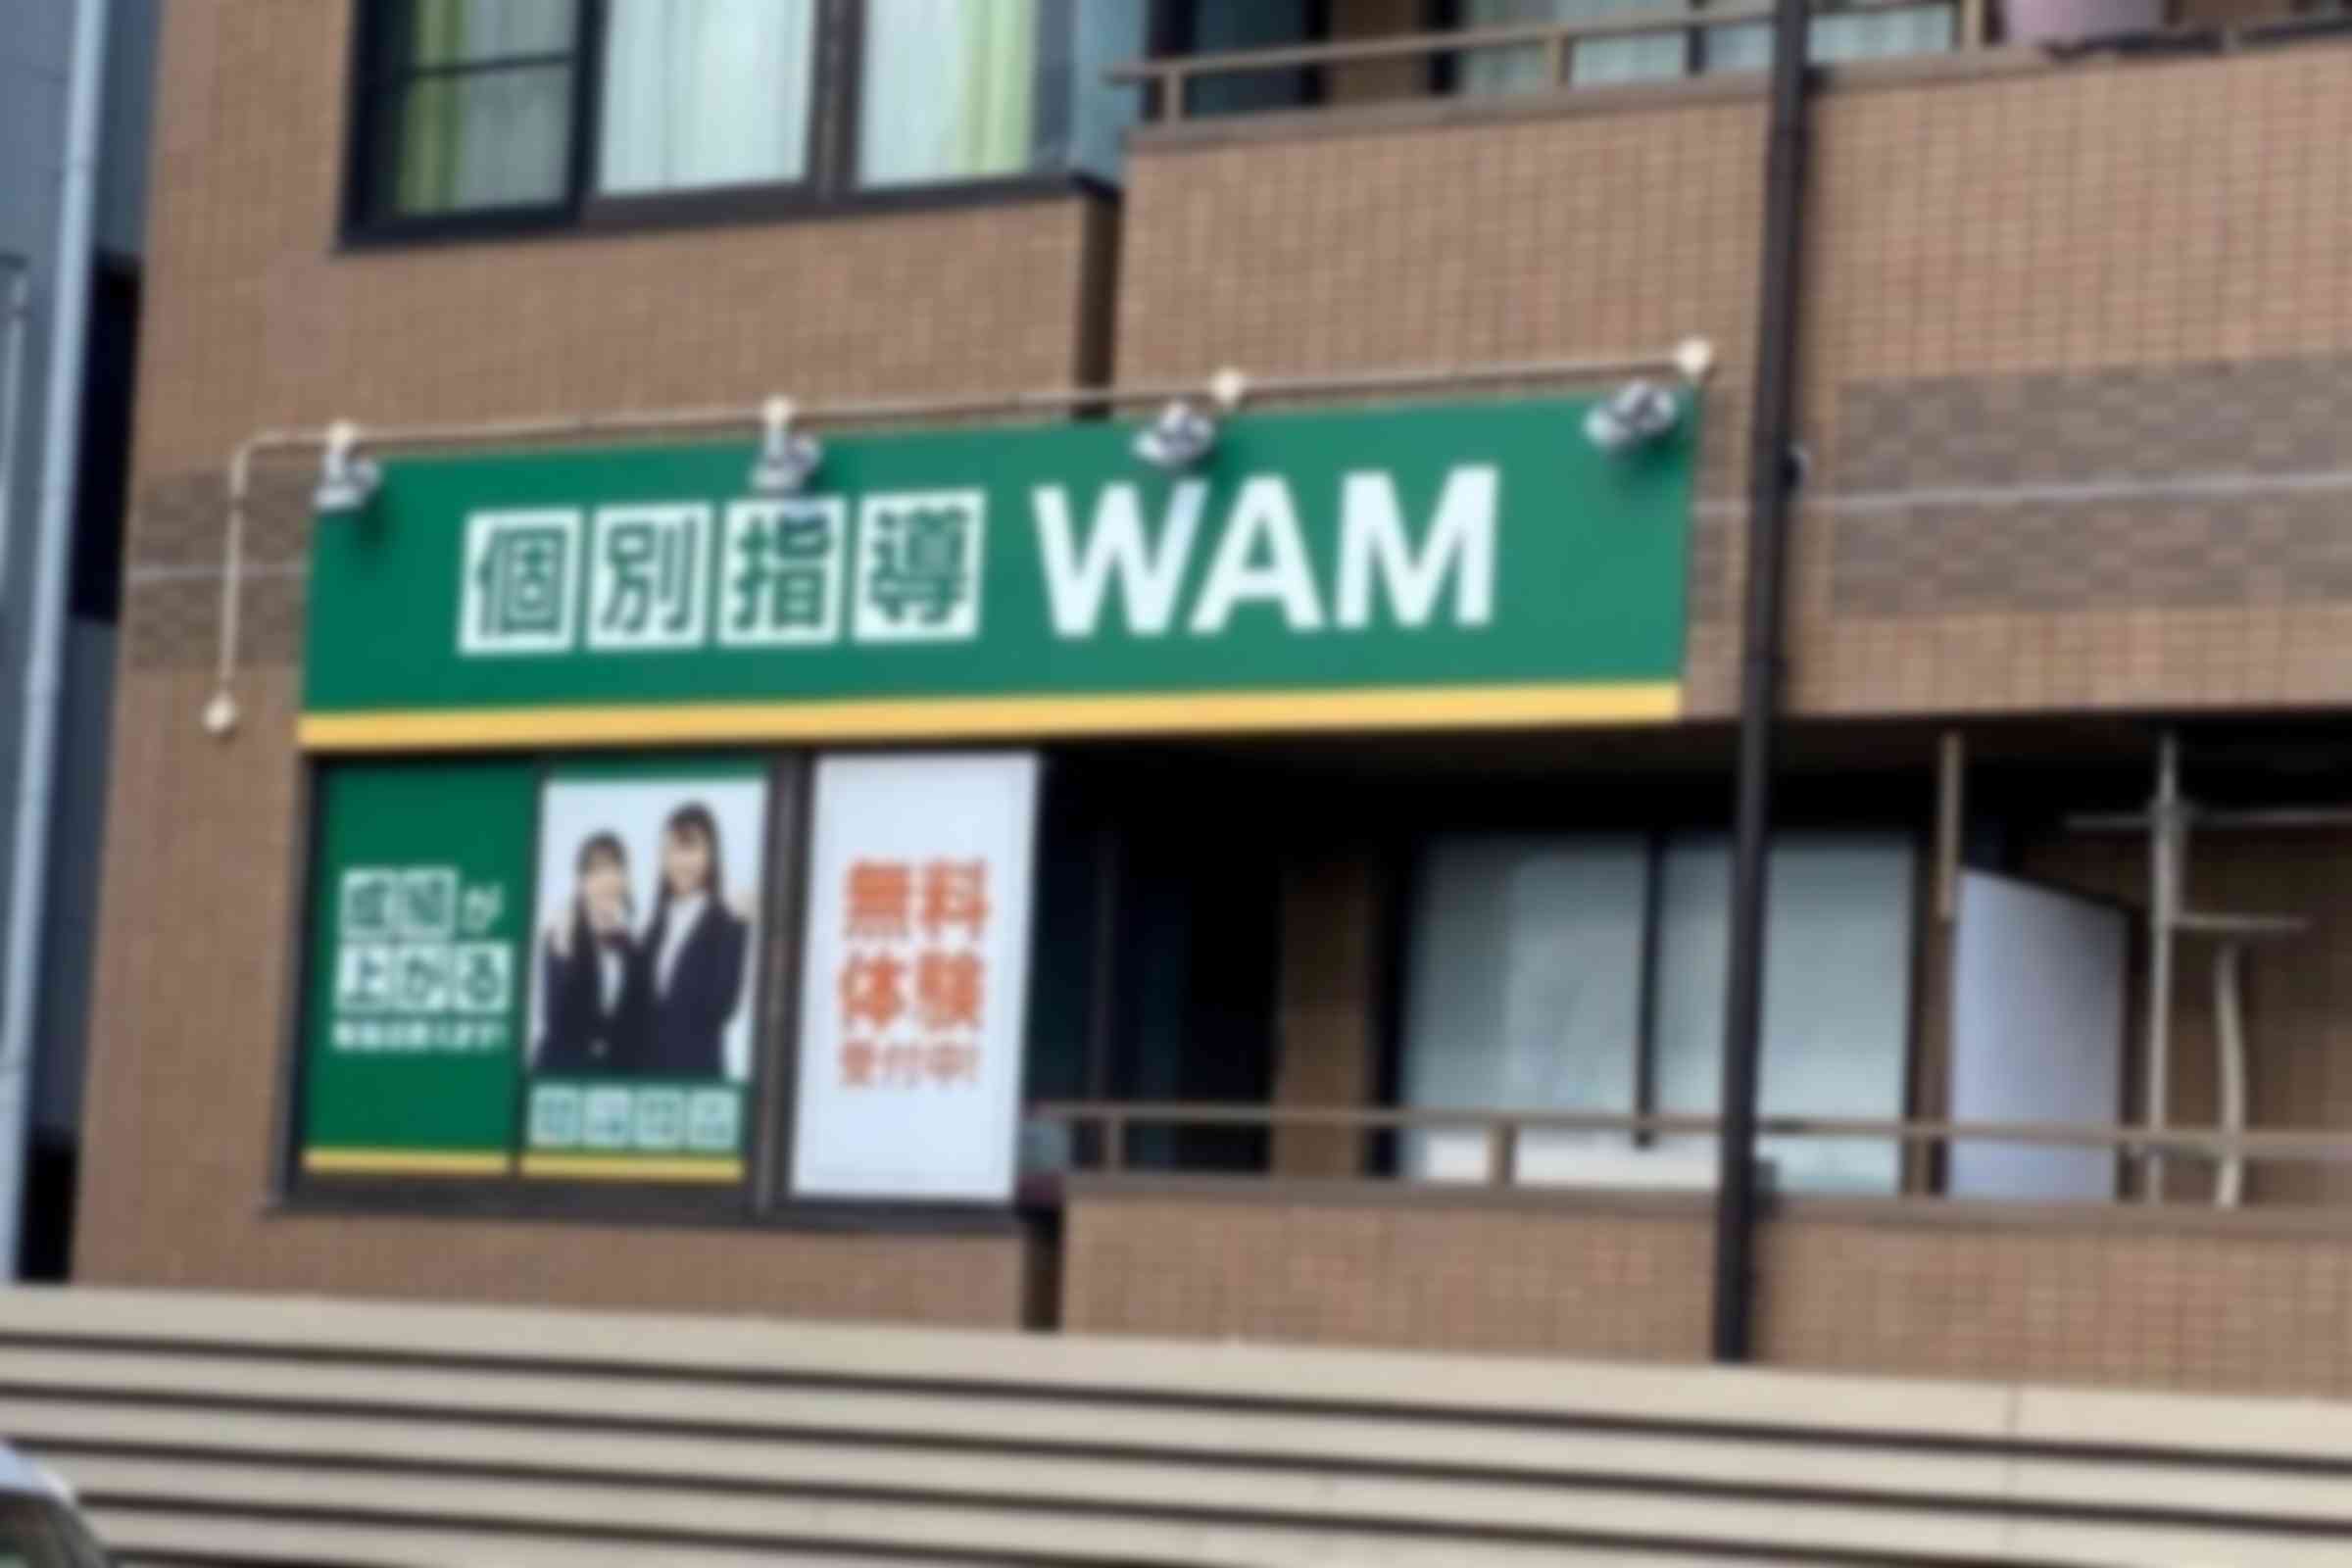 個別指導 WAM
成績が
上がる
無料
体験
受付中!